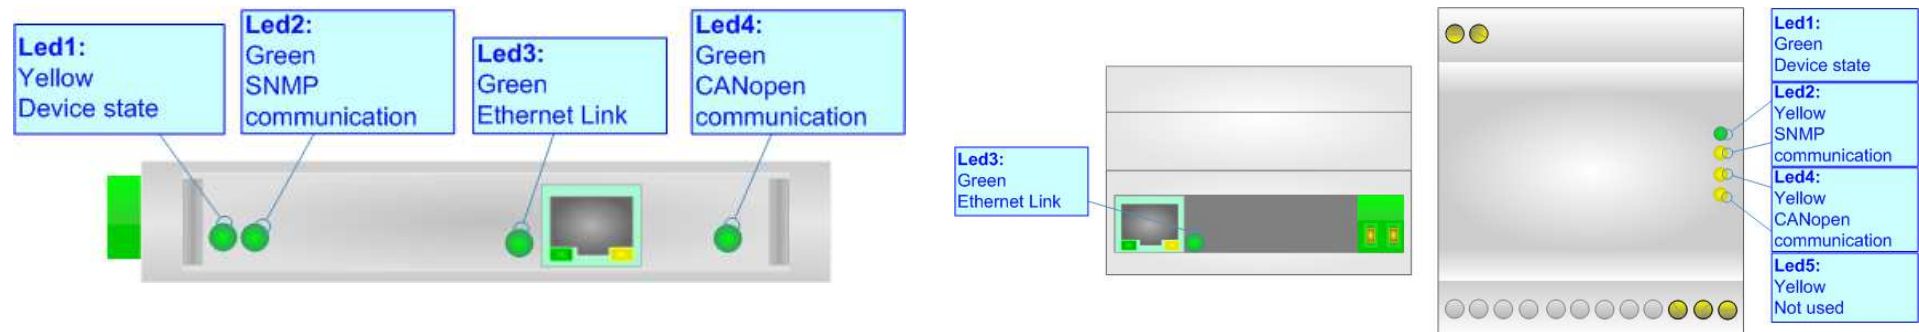 Led1:
Yellow
Device state
Led2:
Green
SNMP
communication
Led3:
Green
Ethernet Link
Led4:
Green
CANopen
communication
Led3:
Green
Ethernet Link
Led1:
Green
Device state
Led2:
Yellow
SNMP
communication
Led4:
Yellow
CANopen
communication
Led5:
Yellow
Not used